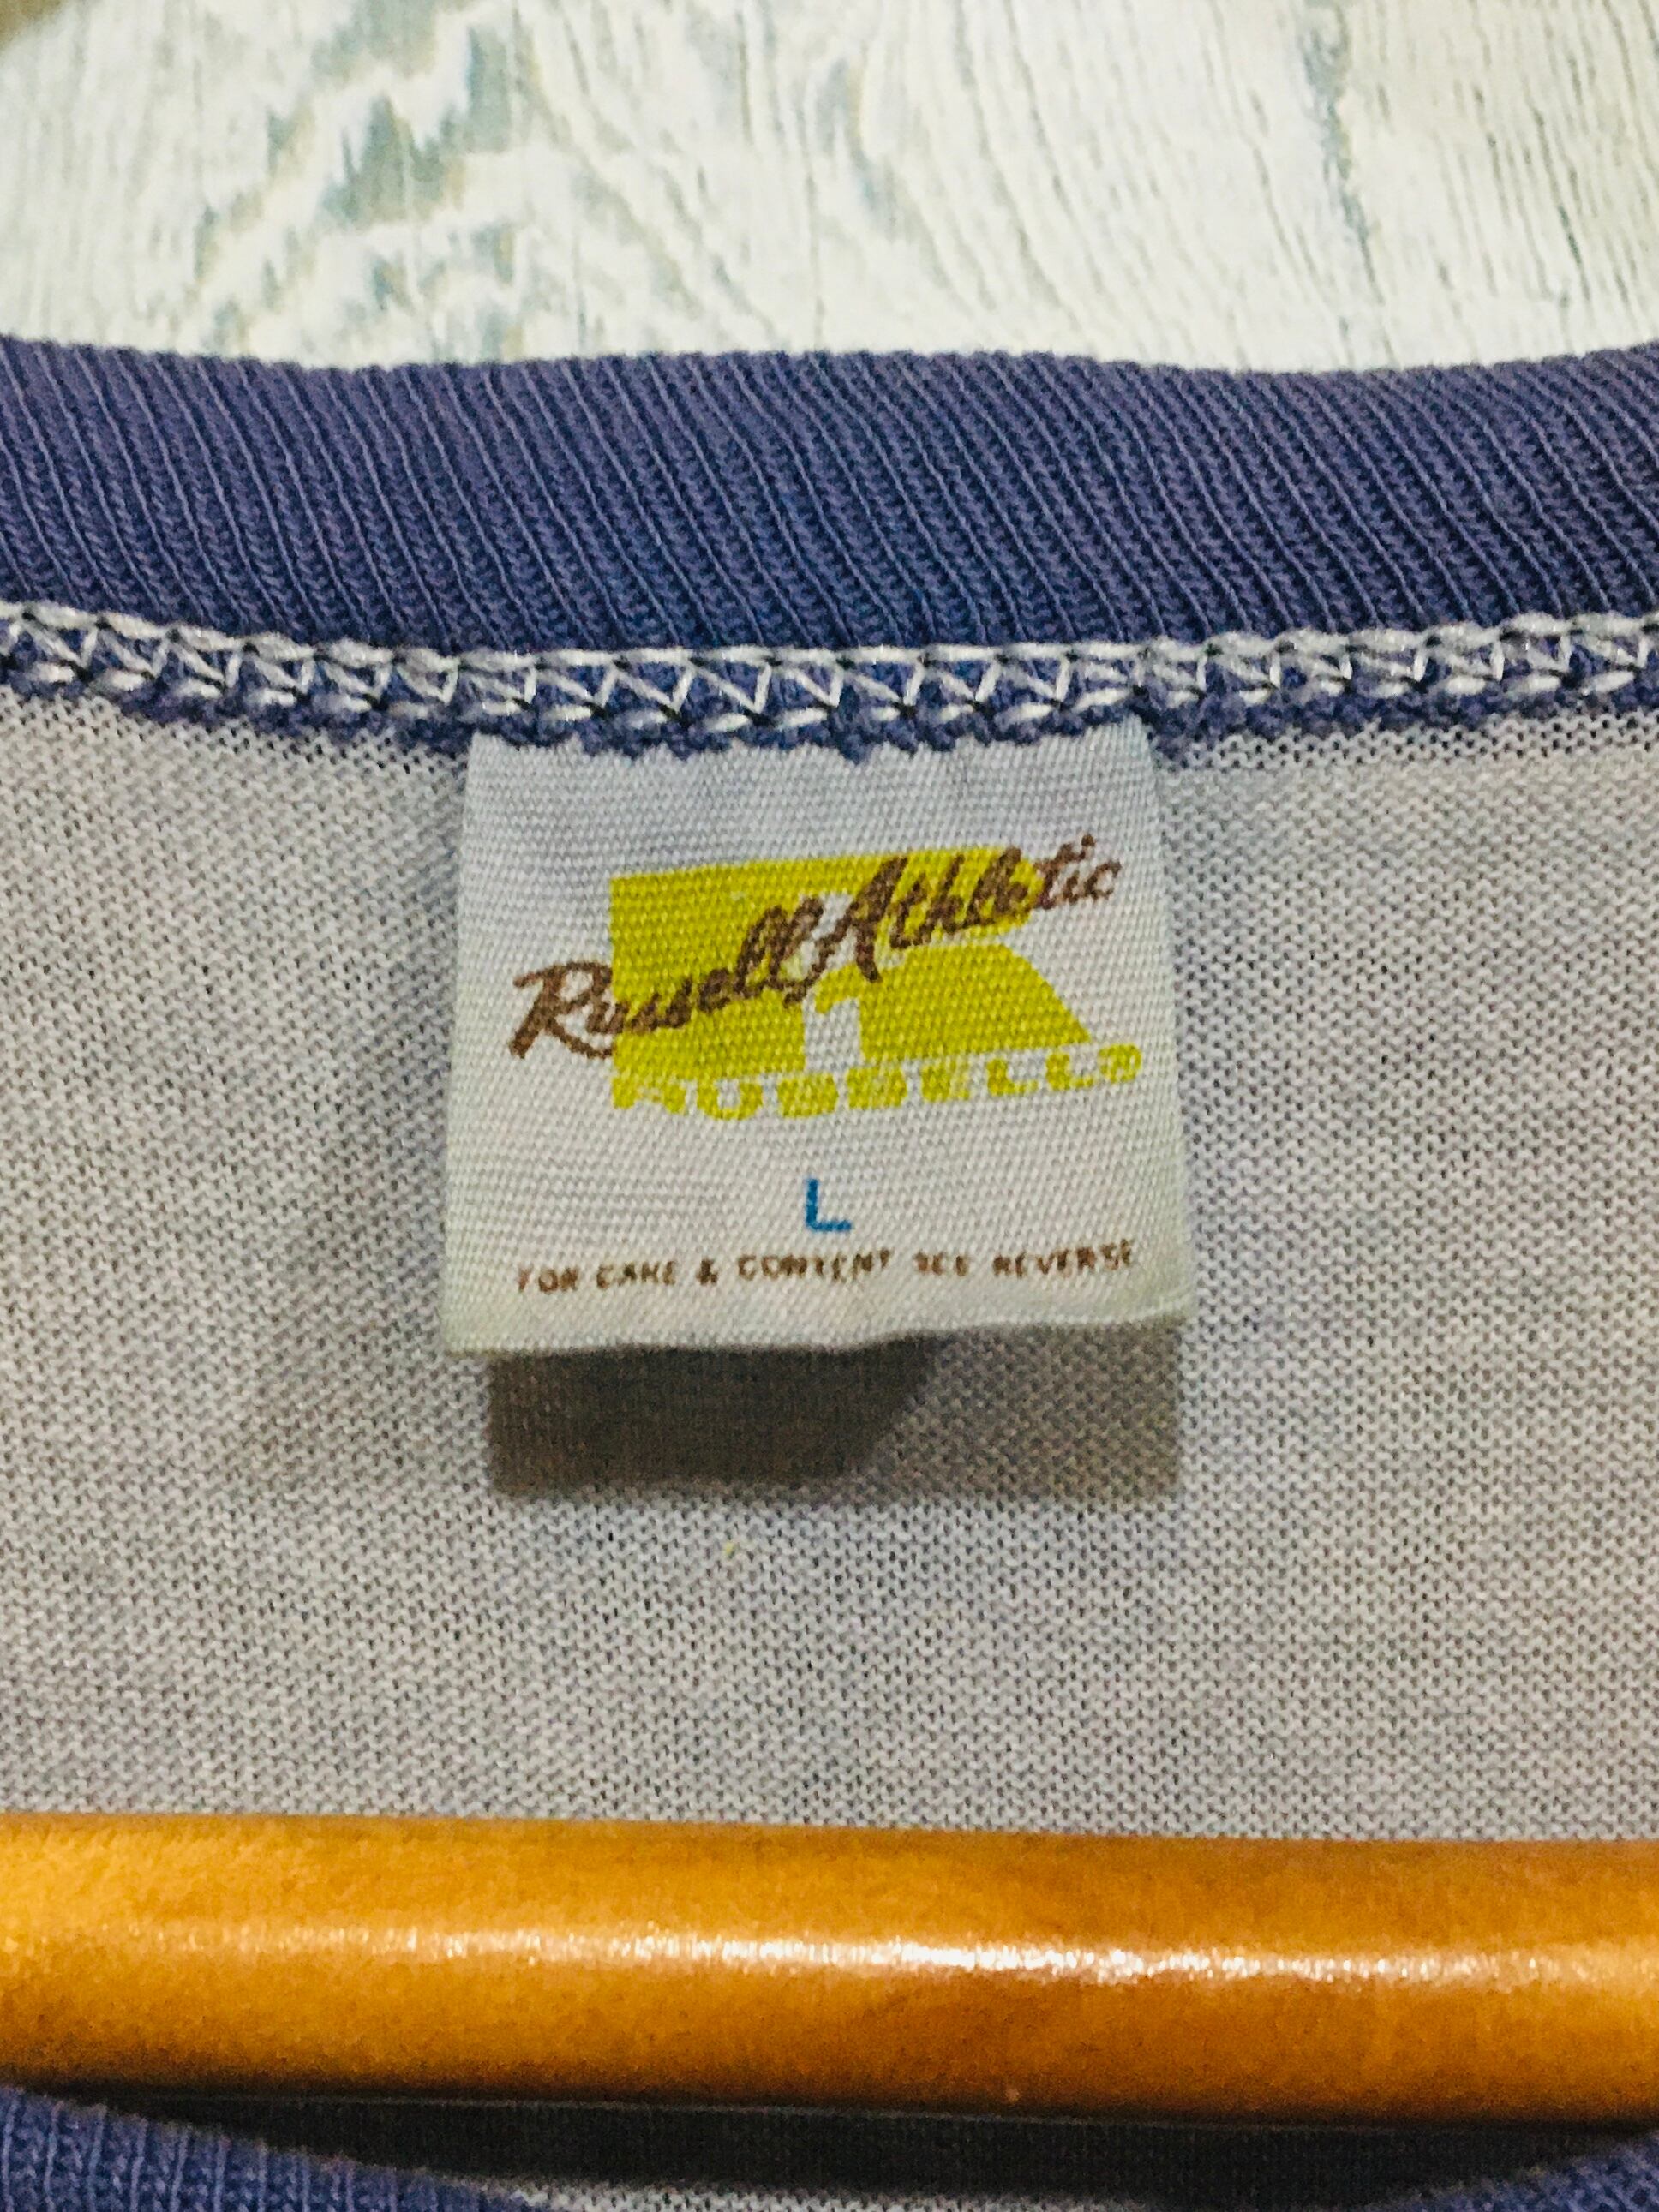 Russell Athletic
RUSSELL®
L
FOR CARE & CONTENT SEE REVERSE